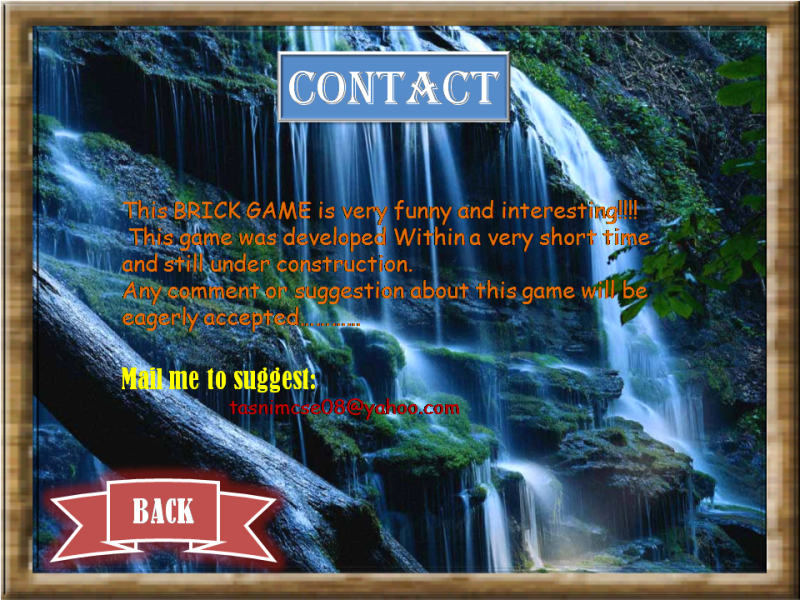 CONTACT
This BRICK GAME is very funny and interesting!!!!
This game was developed Within a very short time
and still under construction.
Any comment or suggestion about this game will be
eagerly accepted............
Mail me to suggest:
tasnimcse08@yahoo.com
BACK